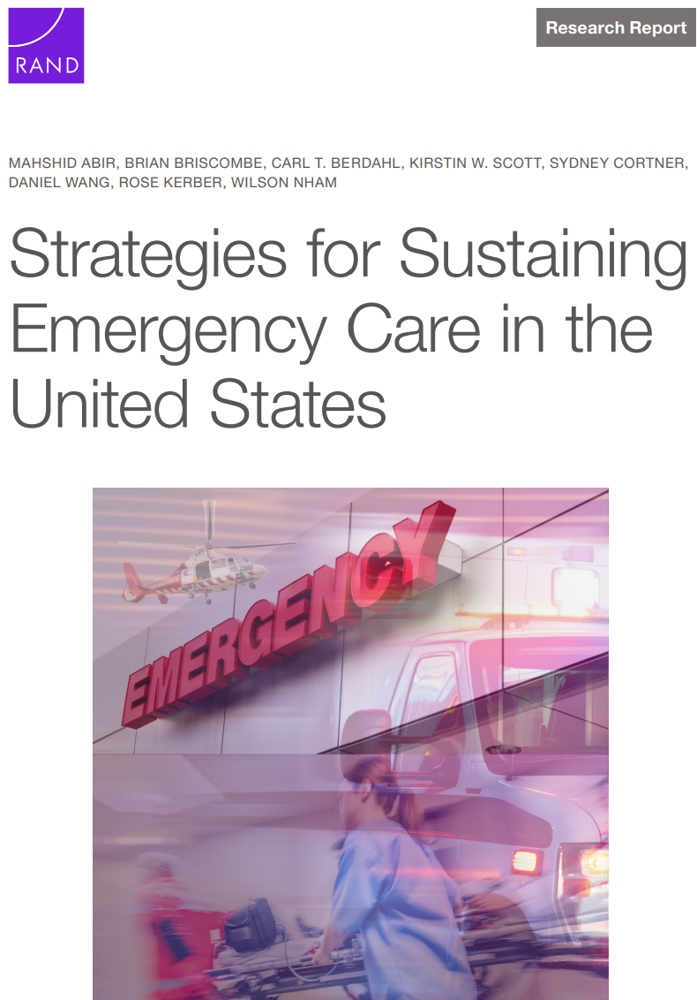 RAND
Research Report
MAHSHID ABIR, BRIAN BRISCOMBE, CARL T. BERDAHL, KIRSTIN W. SCOTT, SYDNEY CORTNER,
DANIEL WANG, ROSE KERBER, WILSON NHAM
Strategies for Sustaining
Emergency Care in the
United States
EMERGENCY